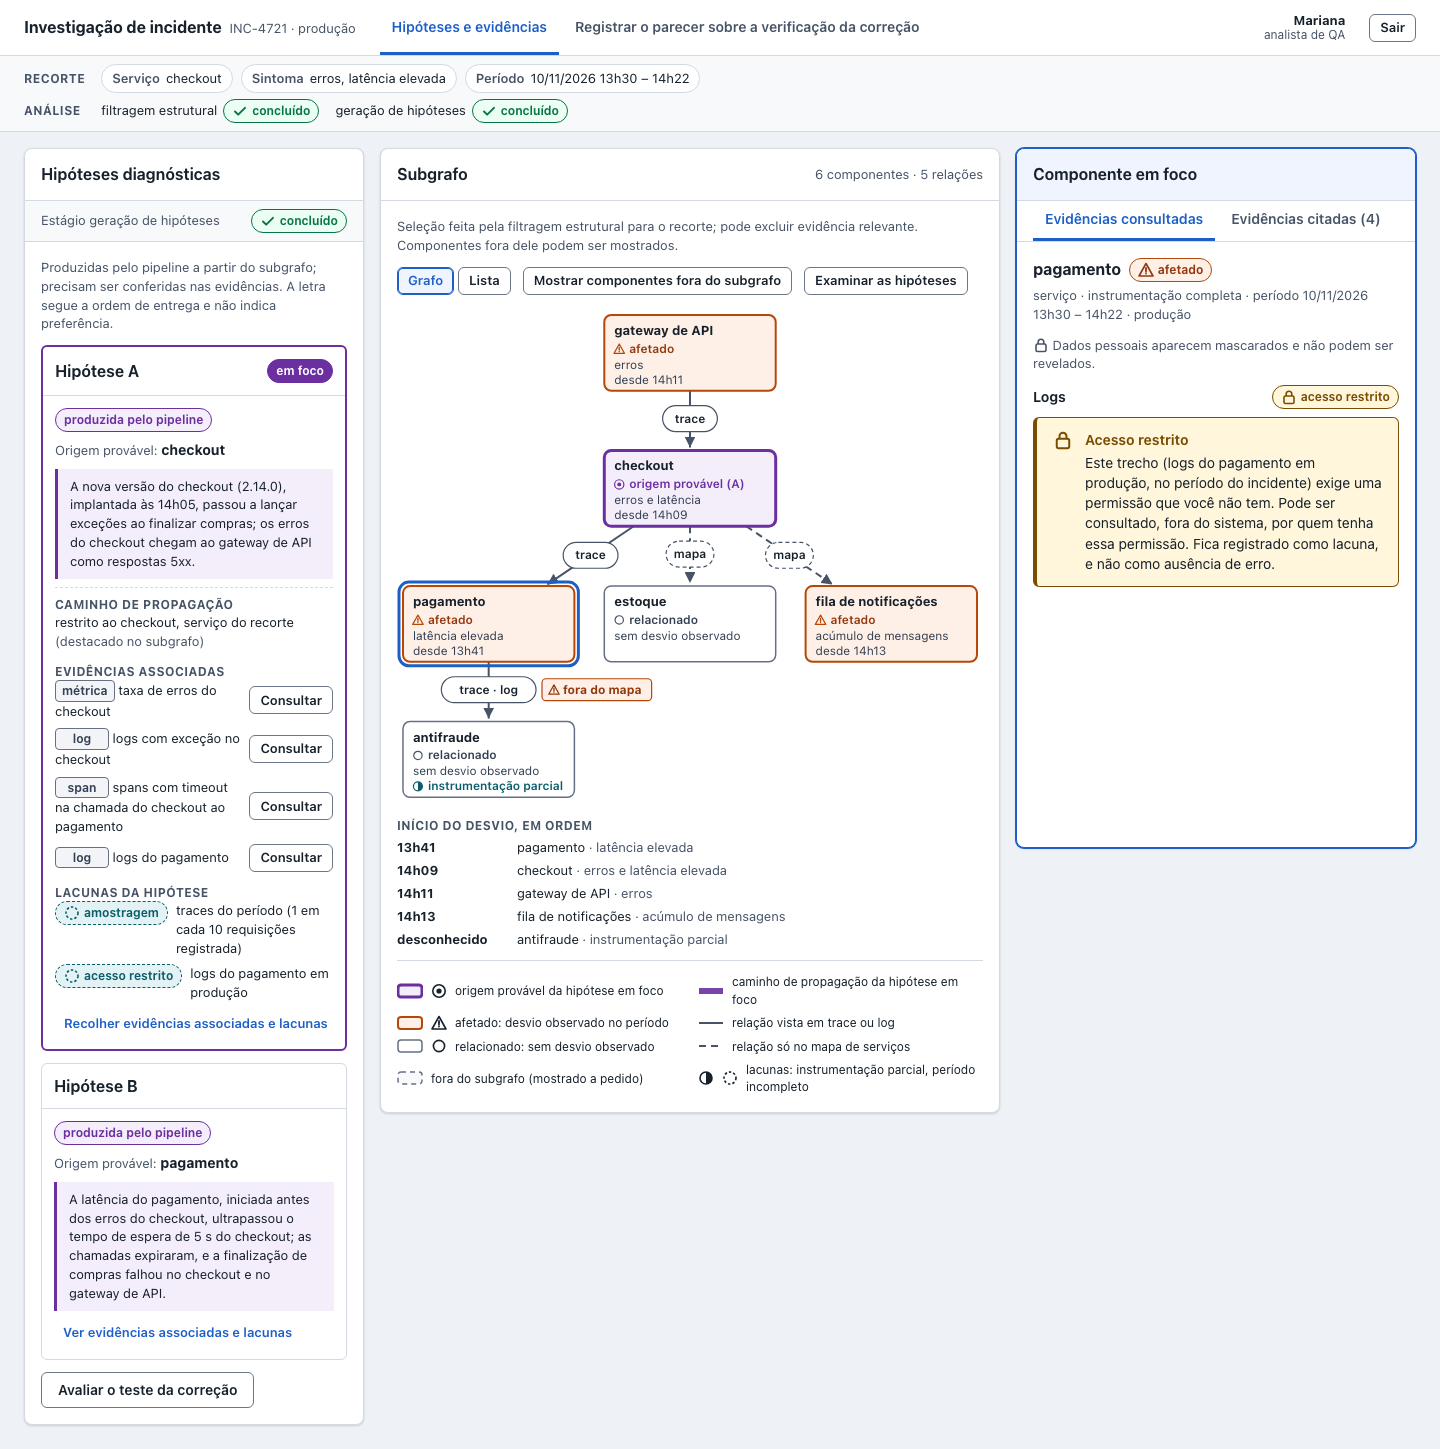 Investigação de incidente INC-4721 · produção
Hipóteses e evidências
Registrar o parecer sobre a verificação da correção
Mariana
analista de QA
Sair
RECORTE
Serviço checkout
Sintoma erros, latência elevada
Período 10/11/2026 13h30 – 14h22
ANÁLISE
filtragem estrutural concluído
geração de hipóteses concluído
Hipóteses diagnósticas
Estágio geração de hipóteses
concluído
Produzidas pelo pipeline a partir do subgrafo;
precisam ser conferidas nas evidências. A letra
segue a ordem de entrega e não indica
preferência.
Hipótese A
em foco
produzida pelo pipeline
Origem provável: checkout
A nova versão do checkout (2.14.0),
implantada às 14h05, passou a lançar
exceções ao finalizar compras; os erros
do checkout chegam ao gateway de API
como respostas 5xx.
CAMINHO DE PROPAGAÇÃO
restrito ao checkout, serviço do recorte
(destacado no subgrafo)
EVIDÊNCIAS ASSOCIADAS
métrica taxa de erros do
checkout
Consultar
log logs com exceção no
checkout
Consultar
span spans com timeout
na chamada do checkout ao
pagamento
Consultar
log logs do pagamento
Consultar
LACUNAS DA HIPÓTESE
amostragem
traces do período (1 em
cada 10 requisições
registrada)
acesso restrito
logs do pagamento em
produção
Recolher evidências associadas e lacunas
Hipótese B
produzida pelo pipeline
Origem provável: pagamento
A latência do pagamento, iniciada antes
dos erros do checkout, ultrapassou o
tempo de espera de 5 s do checkout; as
chamadas expiraram, e a finalização de
compras falhou no checkout e no
gateway de API.
Ver evidências associadas e lacunas
Avaliar o teste da correção
Subgrafo
6 componentes · 5 relações
Seleção feita pela filtragem estrutural para o recorte; pode excluir evidência relevante.
Componentes fora dele podem ser mostrados.
Grafo
Lista
Mostrar componentes fora do subgrafo
Examinar as hipóteses
gateway de API
afetado
erros
desde 14h11
trace
checkout
origem provável (A)
erros e latência
desde 14h09
trace
mapa
mapa
pagamento
afetado
latência elevada
desde 13h41
estoque
relacionado
sem desvio observado
fila de notificações
afetado
acúmulo de mensagens
desde 14h13
trace · log
fora do mapa
antifraude
relacionado
sem desvio observado
instrumentação parcial
INÍCIO DO DESVIO, EM ORDEM
13h41 pagamento · latência elevada
14h09 checkout · erros e latência elevada
14h11 gateway de API · erros
14h13 fila de notificações · acúmulo de mensagens
desconhecido antifraude · instrumentação parcial
origem provável da hipótese em foco
caminho de propagação da hipótese em
foco
afetado: desvio observado no período
relação vista em trace ou log
relacionado: sem desvio observado
relação só no mapa de serviços
fora do subgrafo (mostrado a pedido)
lacunas: instrumentação parcial, período
incompleto
Componente em foco
Evidências consultadas
Evidências citadas (4)
pagamento afetado
serviço · instrumentação completa · período 10/11/2026
13h30 – 14h22 · produção
Dados pessoais aparecem mascarados e não podem ser
revelados.
Logs
acesso restrito
Acesso restrito
Este trecho (logs do pagamento em
produção, no período do incidente) exige uma
permissão que você não tem. Pode ser
consultado, fora do sistema, por quem tenha
essa permissão. Fica registrado como lacuna,
e não como ausência de erro.